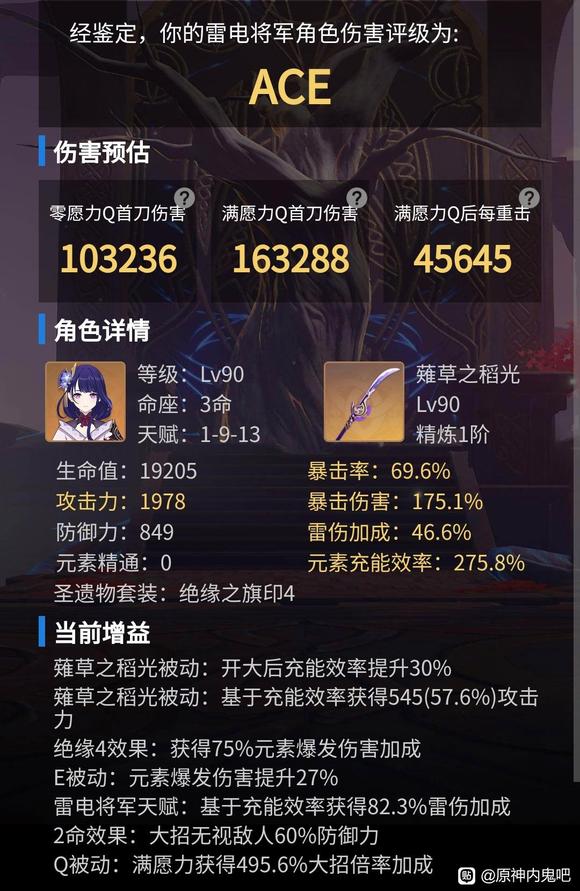 经鉴定，你的雷电将军角色伤害评级为:
ACE
伤害预估
零愿力Q首刀伤害 ?
满愿力Q首刀伤害 ?
满愿力Q后每重击 ?
103236
163288
45645
角色详情
等级：Lv90
命座：3命
天赋：1-9-13
薙草之稻光
Lv90
精炼1阶
生命值：19205
暴击率：69.6%
攻击力：1978
暴击伤害：175.1%
防御力：849
雷伤加成：46.6%
元素精通：0
元素充能效率：275.8%
圣遗物套装：绝缘之旗印4
当前增益
薙草之稻光被动：开大后充能效率提升30%
薙草之稻光被动：基于充能效率获得545(57.6%)攻击
力
绝缘4效果：获得75%元素爆发伤害加成
E被动：元素爆发伤害提升27%
雷电将军天赋：基于充能效率获得82.3%雷伤加成
2命效果：大招无视敌人60%防御力
Q被动：满愿力获得495.6%大招倍率加成
贴 @原神内鬼吧